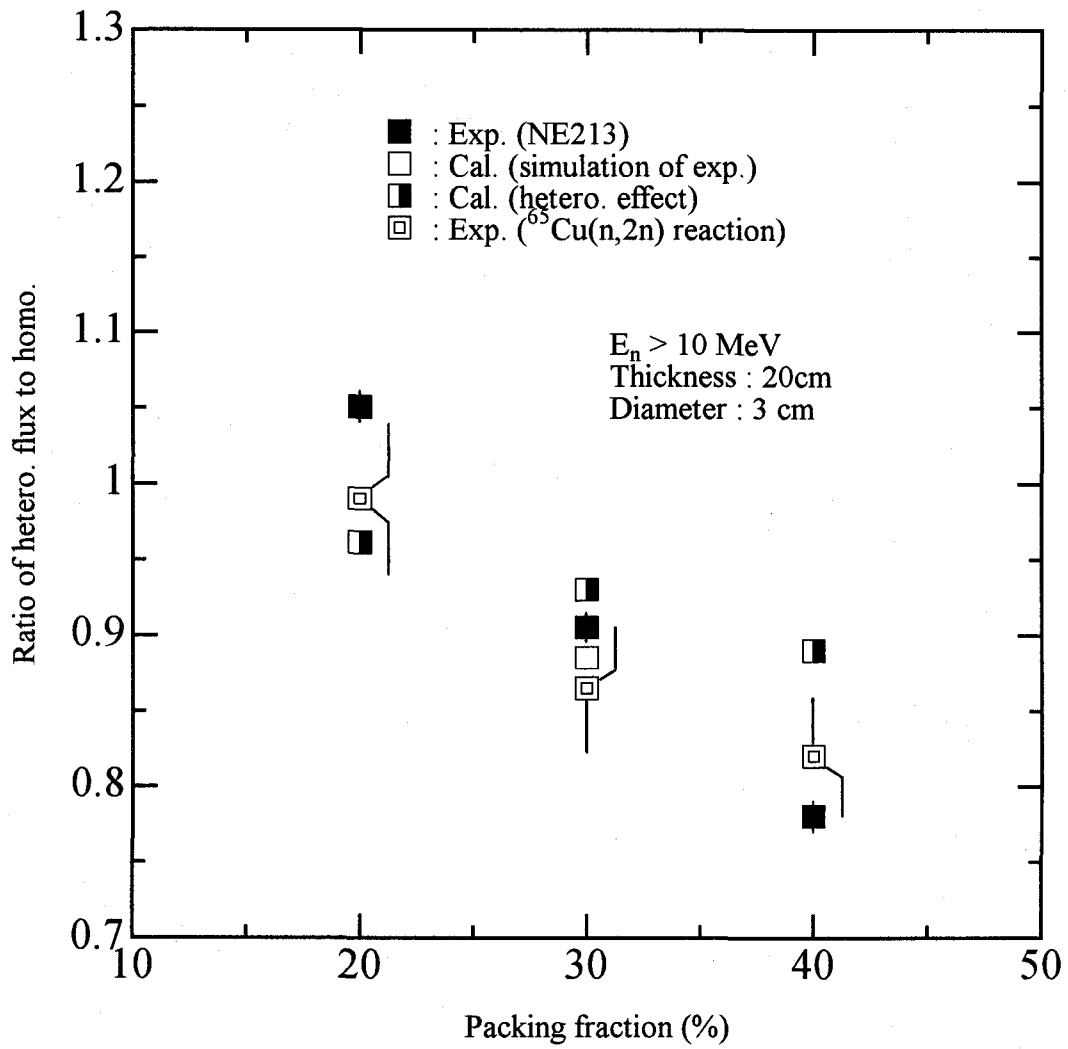 1.3
1.2
1.1
1
0.9
0.8
0.7
10
20
30
40
50
Ratio of hetero. flux to homo.
Packing fraction (%)
: Exp. (NE213)
: Cal. (simulation of exp.)
: Cal. (hetero. effect)
: Exp. (⁶⁵Cu(n,2n) reaction)
Eₙ > 10 MeV
Thickness : 20cm
Diameter : 3 cm